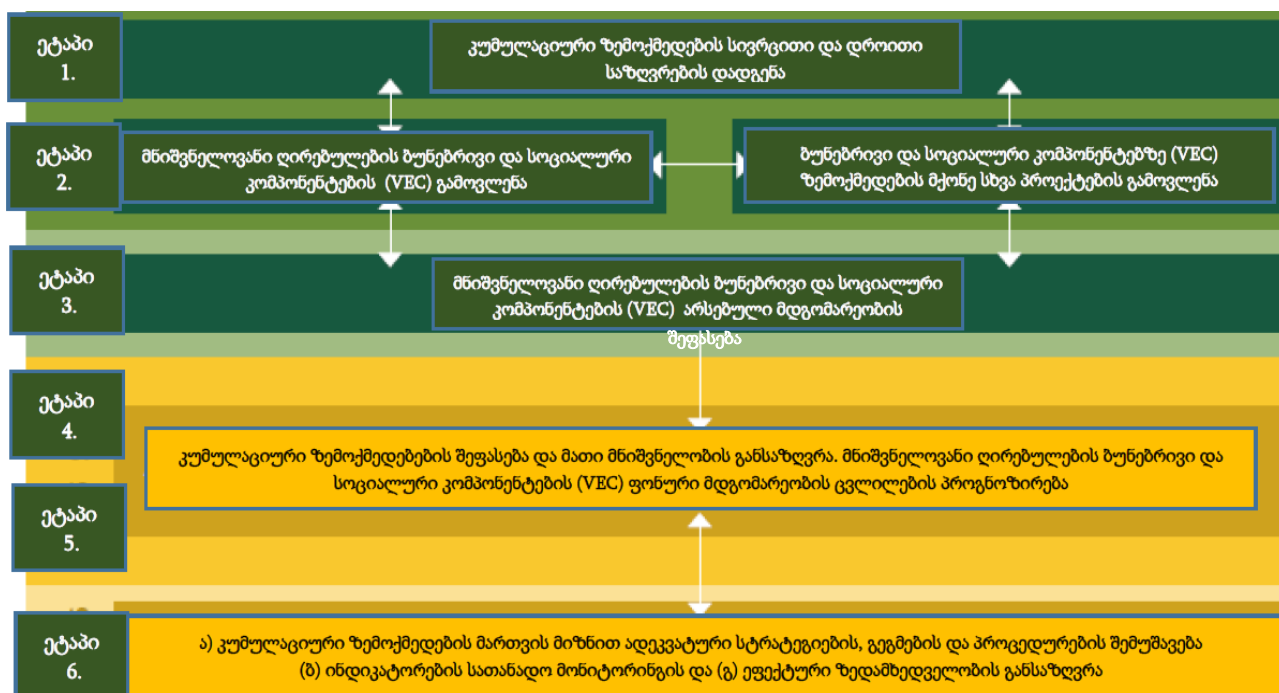 ეტაპი
1.
კუმულაციური ზემოქმედების სივრცითი და დროითი
საზღვრების დადგენა
ეტაპი
2.
მნიშვნელოვანი ღირებულების ბუნებრივი და სოციალური
კომპონენტების (VEC) გამოვლენა
ბუნებრივი და სოციალური კომპონენტებზე (VEC)
ზემოქმედების მქონე სხვა პროექტების გამოვლენა
ეტაპი
3.
მნიშვნელოვანი ღირებულების ბუნებრივი და სოციალური
კომპონენტების (VEC) არსებული მდგომარეობის
შეფასება
ეტაპი
4.
კუმულაციური ზემოქმედებების შეფასება და მათი მნიშვნელობის განსაზღვრა. მნიშვნელოვანი ღირებულების ბუნებრივი და
სოციალური კომპონენტების (VEC) ფონური მდგომარეობის ცვლილების პროგნოზირება
ეტაპი
5.
ეტაპი
6.
ა) კუმულაციური ზემოქმედების მართვის მიზნით ადეკვატური სტრატეგიების, გეგმების და პროცედურების შემუშავება
(ბ) ინდიკატორების სათანადო მონიტორინგის და (გ) ეფექტური ზედამხედველობის განსაზღვრა